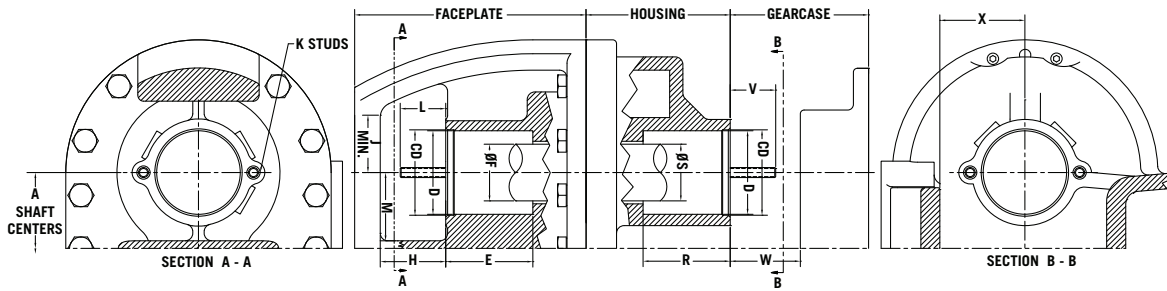 FACEPLATE
HOUSING
GEARCASE
A
K STUDS
L
J
MIN.
CD
D
M
ØF
ØS
V
CD
D
B
X
A
SHAFT
CENTERS
H
E
R
W
A
B
SECTION A - A
SECTION B - B